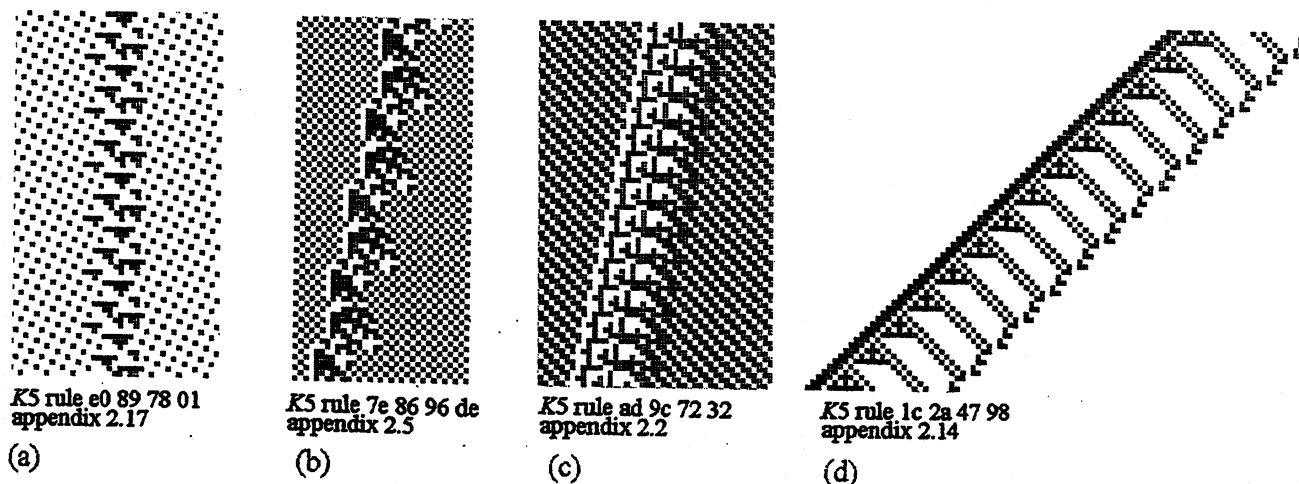 K5 rule e0 89 78 01
appendix 2.17
(a)
K5 rule 7e 86 96 de
appendix 2.5
(b)
K5 rule ad 9c 72 32
appendix 2.2
(c)
K5 rule 1c 2a 47 98
appendix 2.14
(d)